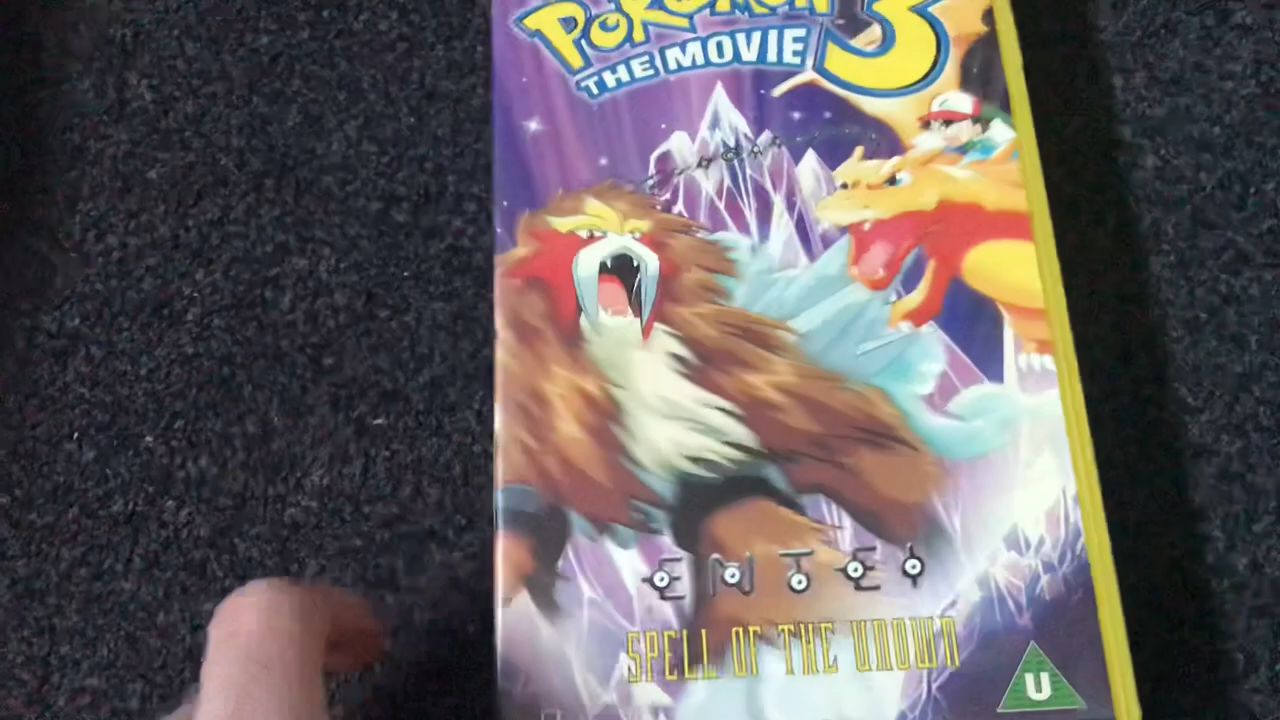 POKéMON 3
THE MOVIE
ENTEI
SPELL OF THE UNOWN
U